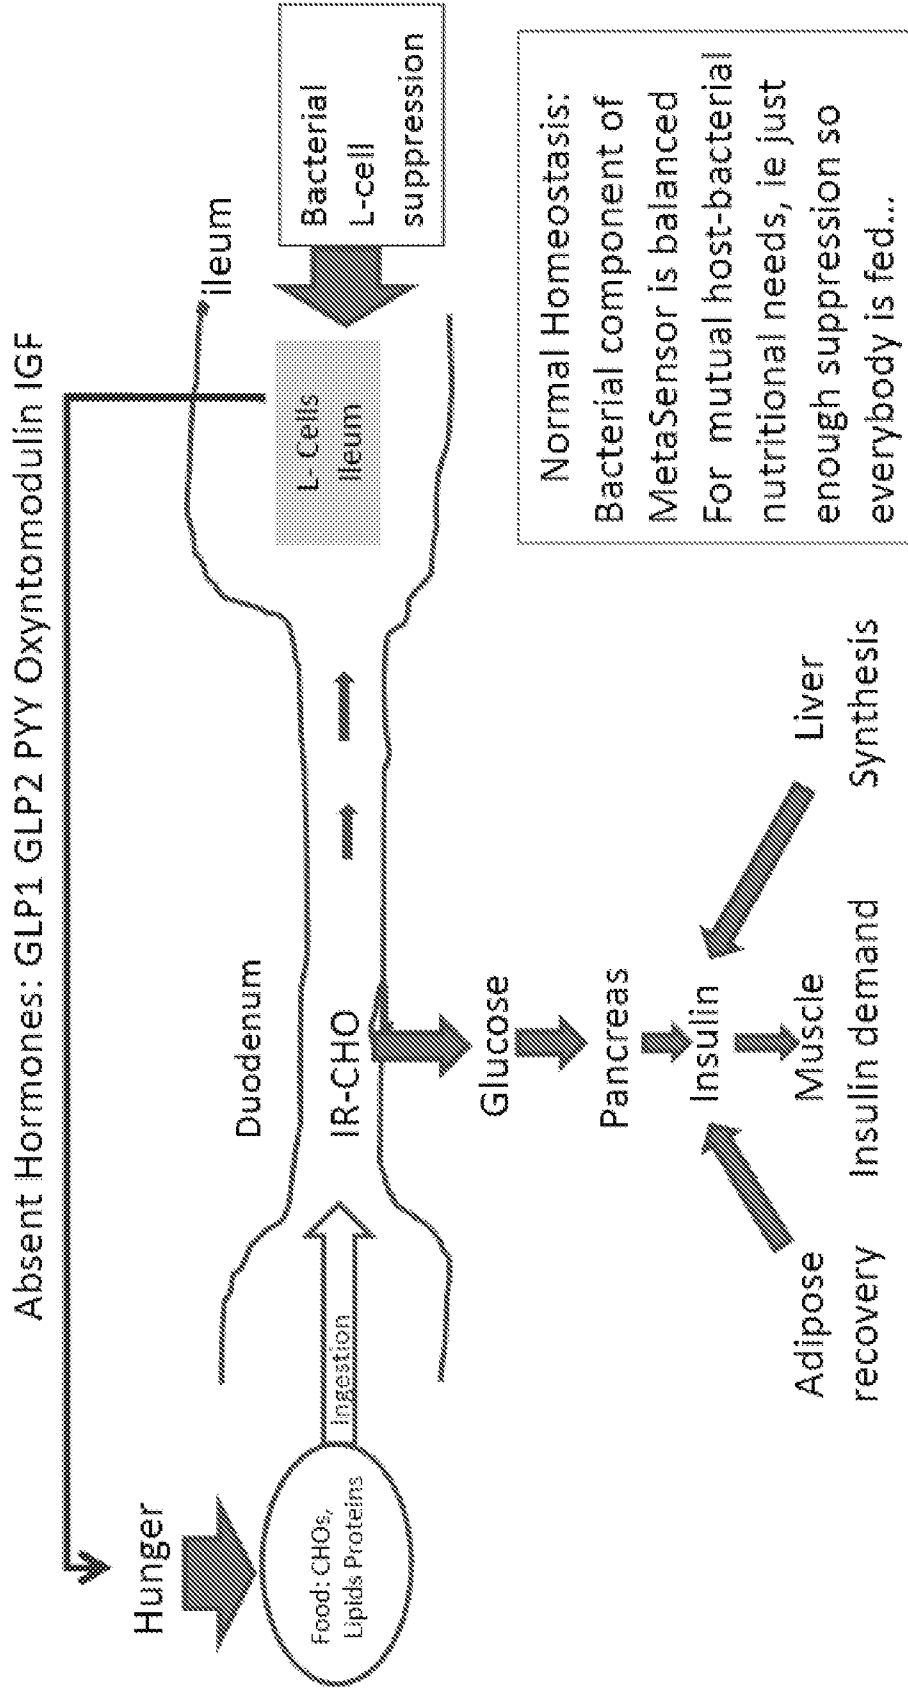 Absent Hormones: GLP1 GLP2 PYY Oxyntomodulin IGF
Hunger
ileum
Duodenum
Food: CHOs,
Lipids Proteins
Ingestion
IR-CHO
L- Cells
Ileum
Bacterial
L-cell
suppression
Glucose
Pancreas
Insulin
Adipose
recovery
Muscle
Insulin demand
Liver
Synthesis
Normal Homeostasis:
Bacterial component of
MetaSensor is balanced
For mutual host-bacterial
nutritional needs, ie just
enough suppression so
everybody is fed...